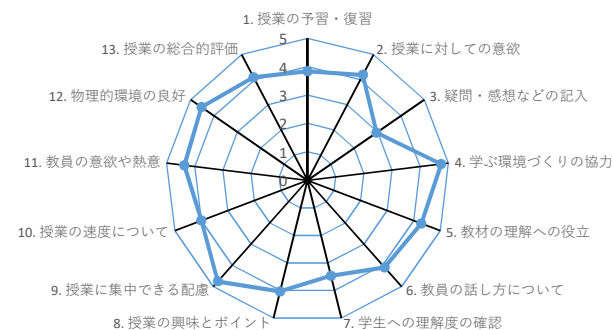 1. 授業の予習・復習
2. 授業に対しての意欲
3. 疑問・感想などの記入
4. 学ぶ環境づくりの協力
5. 教材の理解への役立
6. 教員の話し方について
7. 学生への理解度の確認
8. 授業の興味とポイント
9. 授業に集中できる配慮
10. 授業の速度について
11. 教員の意欲や熱意
12. 物理的環境の良好
13. 授業の総合的評価
5
4
3
2
1
0